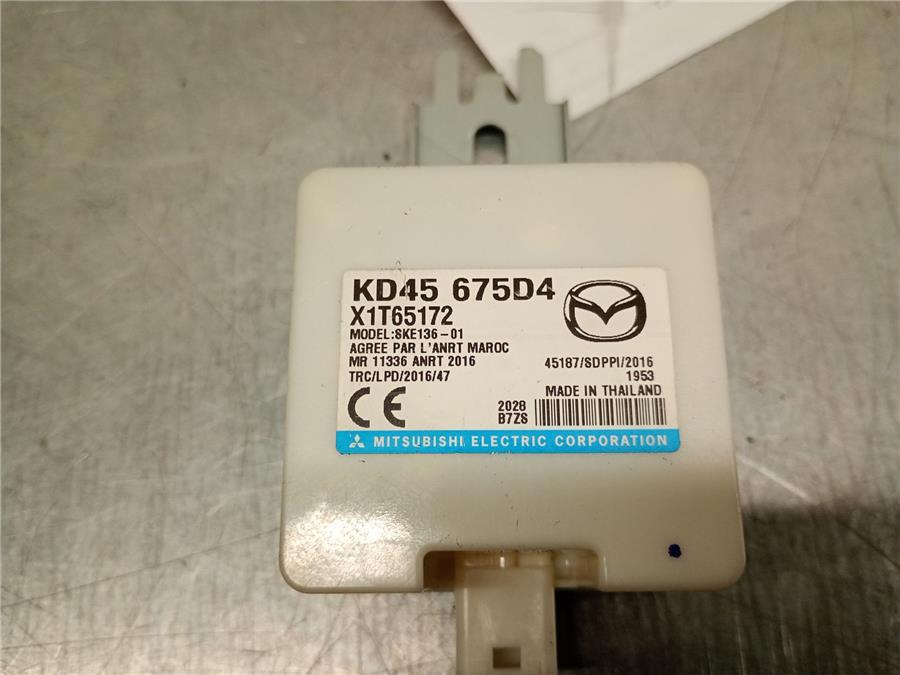 KD45 675D4
X1T65172
MODEL:SKE136-01
AGREE PAR L'ANRT MAROC
MR 11336 ANRT 2016
TRC/LPD/2016/47
45187/SDPPI/2016
1953
MADE IN THAILAND
CE
2028
B7ZS
MITSUBISHI ELECTRIC CORPORATION